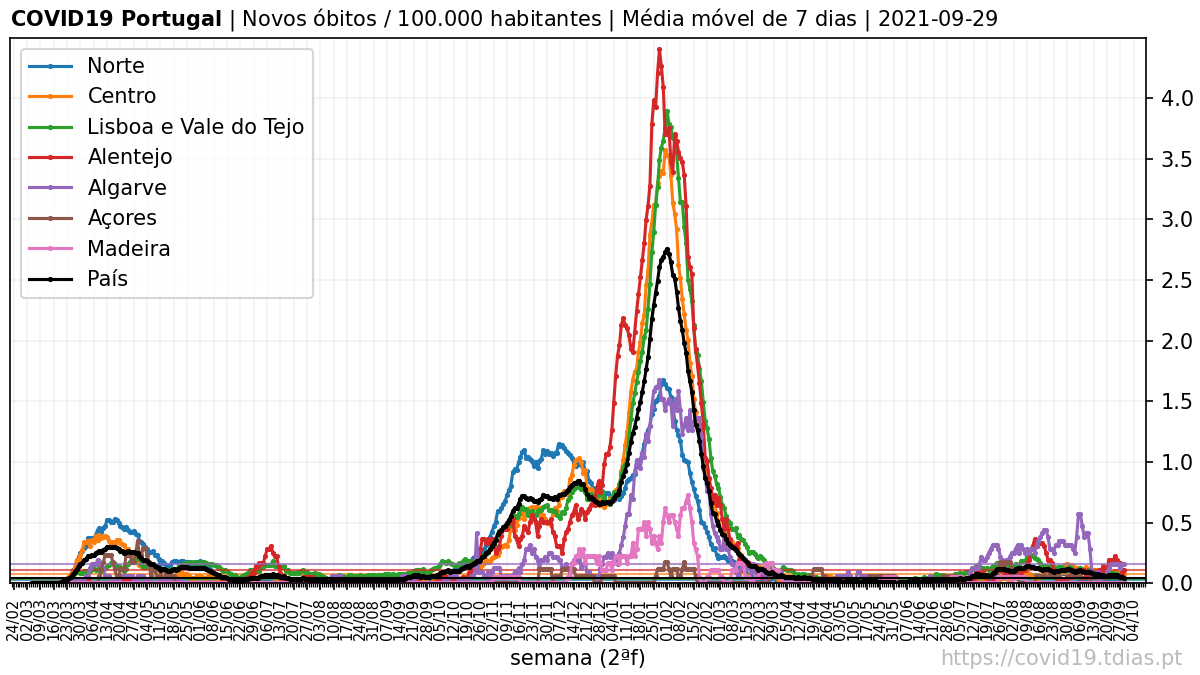 COVID19 Portugal | Novos óbitos / 100.000 habitantes | Média móvel de 7 dias | 2021-09-29
Norte
Centro
Lisboa e Vale do Tejo
Alentejo
Algarve
Açores
Madeira
País
4.0
3.5
3.0
2.5
2.0
1.5
1.0
0.5
0.0
24/02 02/03 09/03 16/03 23/03 30/03 06/04 13/04 20/04 27/04 04/05 11/05 18/05 25/05 01/06 08/06 15/06 22/06 29/06 06/07 13/07 20/07 27/07 03/08 10/08 17/08 24/08 31/08 07/09 14/09 21/09 28/09 05/10 12/10 19/10 26/10 02/11 09/11 16/11 23/11 30/11 07/12 14/12 21/12 28/12 04/01 11/01 18/01 25/01 01/02 08/02 15/02 22/02 01/03 08/03 15/03 22/03 29/03 05/04 12/04 19/04 26/04 03/05 10/05 17/05 24/05 31/05 07/06 14/06 21/06 28/06 05/07 12/07 19/07 26/07 02/08 09/08 16/08 23/08 30/08 06/09 13/09 20/09 27/09 04/10
semana (2ªf)
https://covid19.tdias.pt